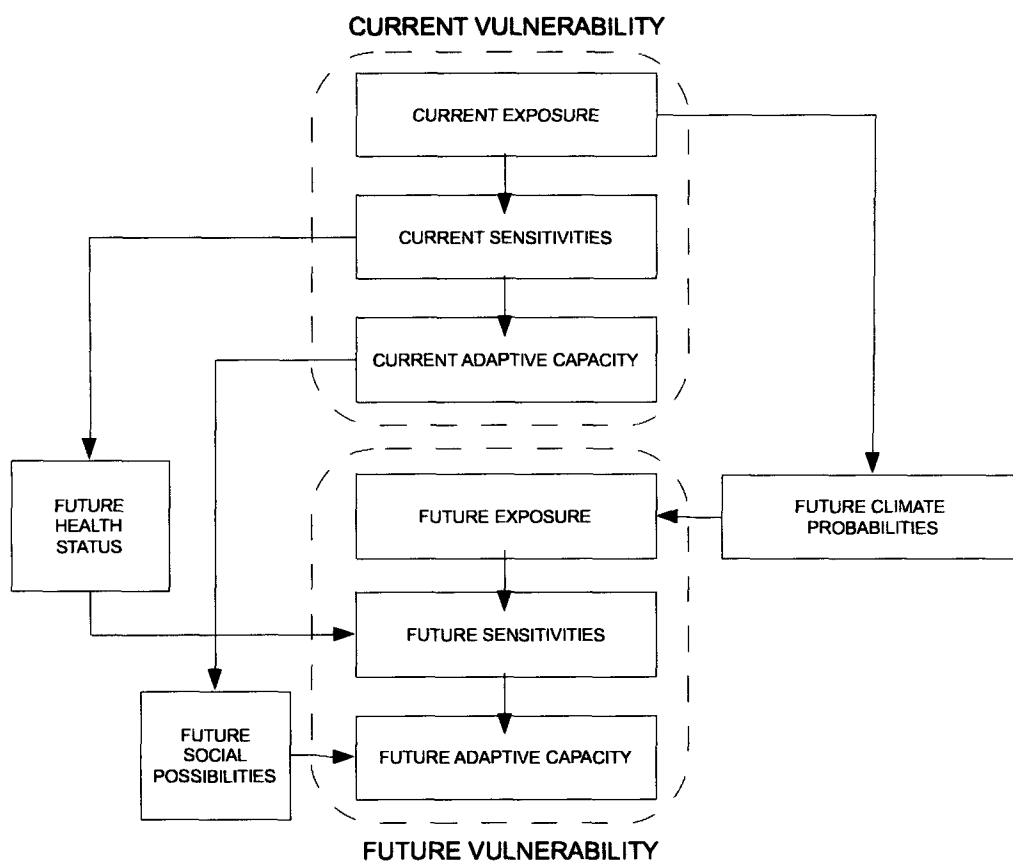 CURRENT VULNERABILITY
CURRENT EXPOSURE
CURRENT SENSITIVITIES
CURRENT ADAPTIVE CAPACITY
FUTURE
HEALTH
STATUS
FUTURE EXPOSURE
FUTURE CLIMATE
PROBABILITIES
FUTURE SENSITIVITIES
FUTURE
SOCIAL
POSSIBILITIES
FUTURE ADAPTIVE CAPACITY
FUTURE VULNERABILITY